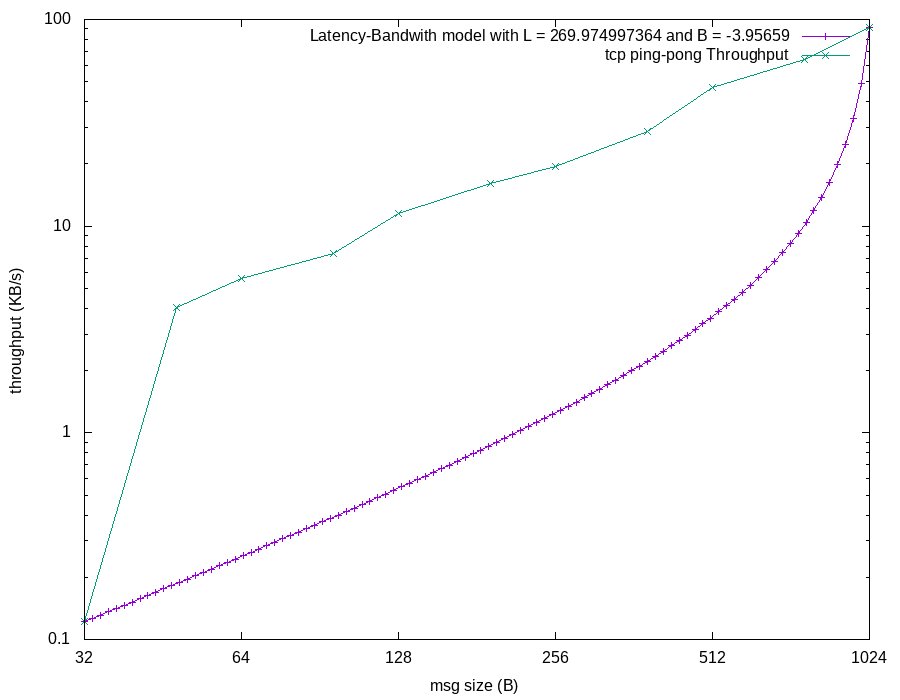 100
10
1
0.1
throughput (KB/s)
Latency-Bandwith model with L = 269.974997364 and B = -3.95659
tcp ping-pong Throughput
32 64 128 256 512 1024
msg size (B)